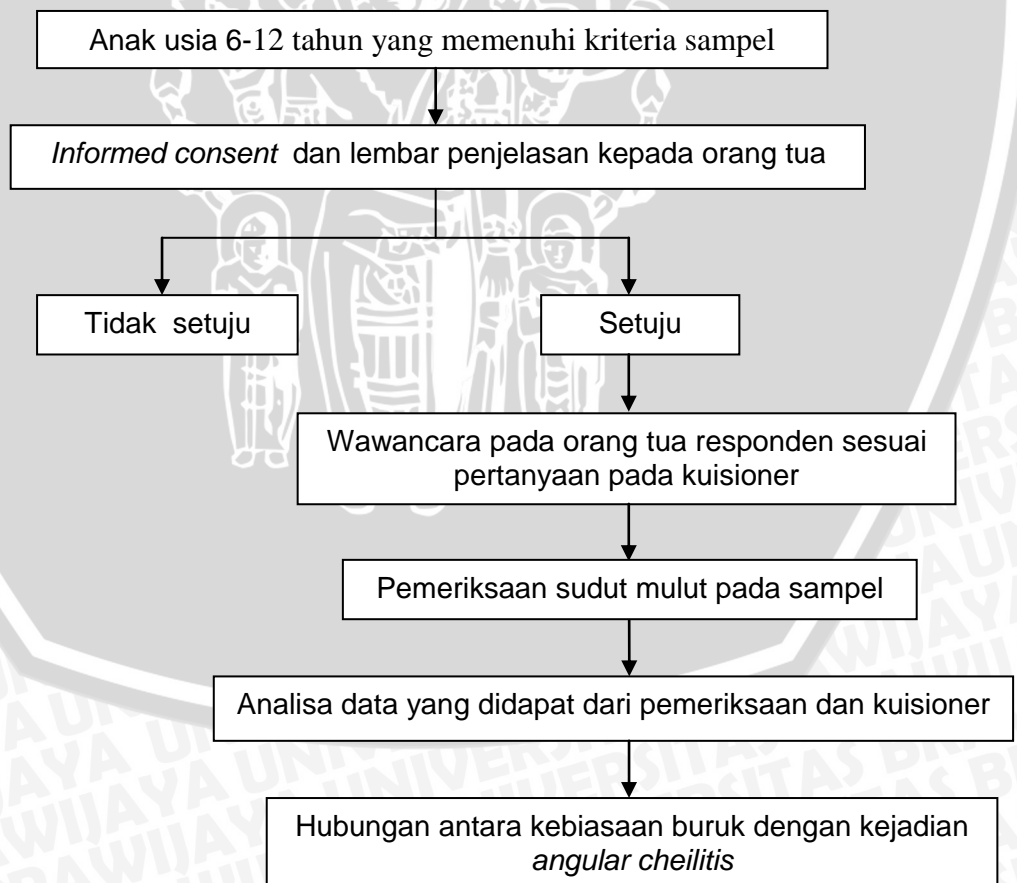 Anak usia 6-12 tahun yang memenuhi kriteria sampel
Informed consent dan lembar penjelasan kepada orang tua
Tidak setuju
Setuju
Wawancara pada orang tua responden sesuai
pertanyaan pada kuisioner
Pemeriksaan sudut mulut pada sampel
Analisa data yang didapat dari pemeriksaan dan kuisioner
Hubungan antara kebiasaan buruk dengan kejadian
angular cheilitis